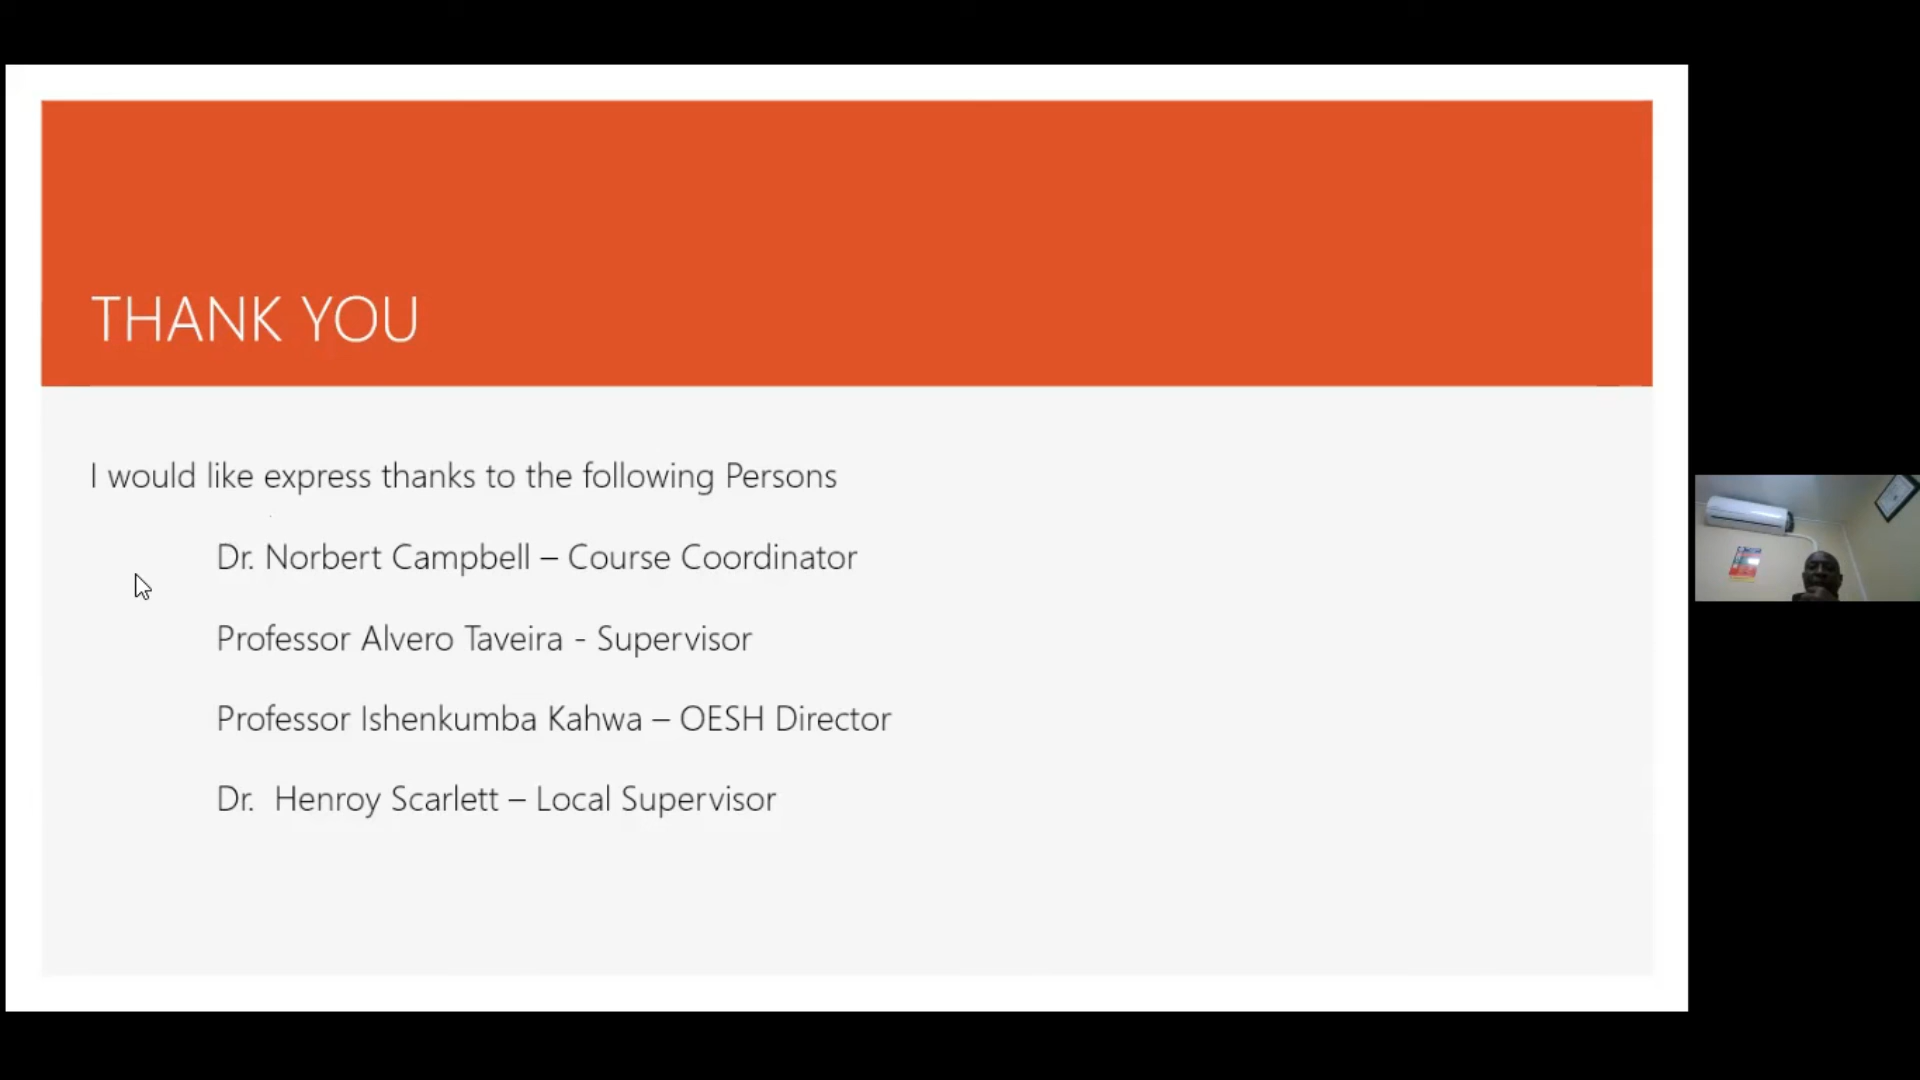 THANK YOU
I would like express thanks to the following Persons
Dr. Norbert Campbell – Course Coordinator
Professor Alvero Taveira - Supervisor
Professor Ishenkumba Kahwa – OESH Director
Dr.  Henroy Scarlett – Local Supervisor